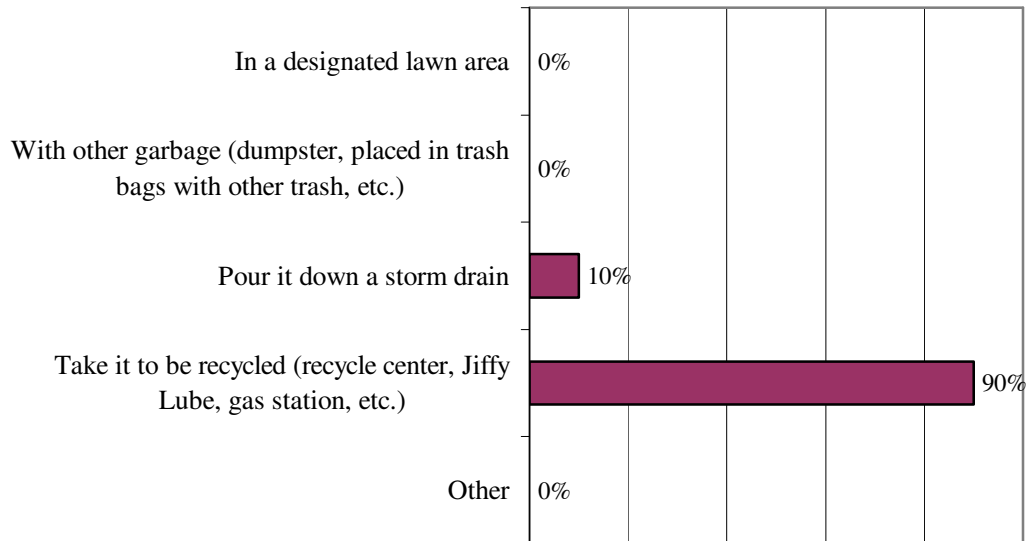 In a designated lawn area
0%
With other garbage (dumpster, placed in trash
bags with other trash, etc.)
0%
Pour it down a storm drain
10%
Take it to be recycled (recycle center, Jiffy
Lube, gas station, etc.)
90%
Other
0%